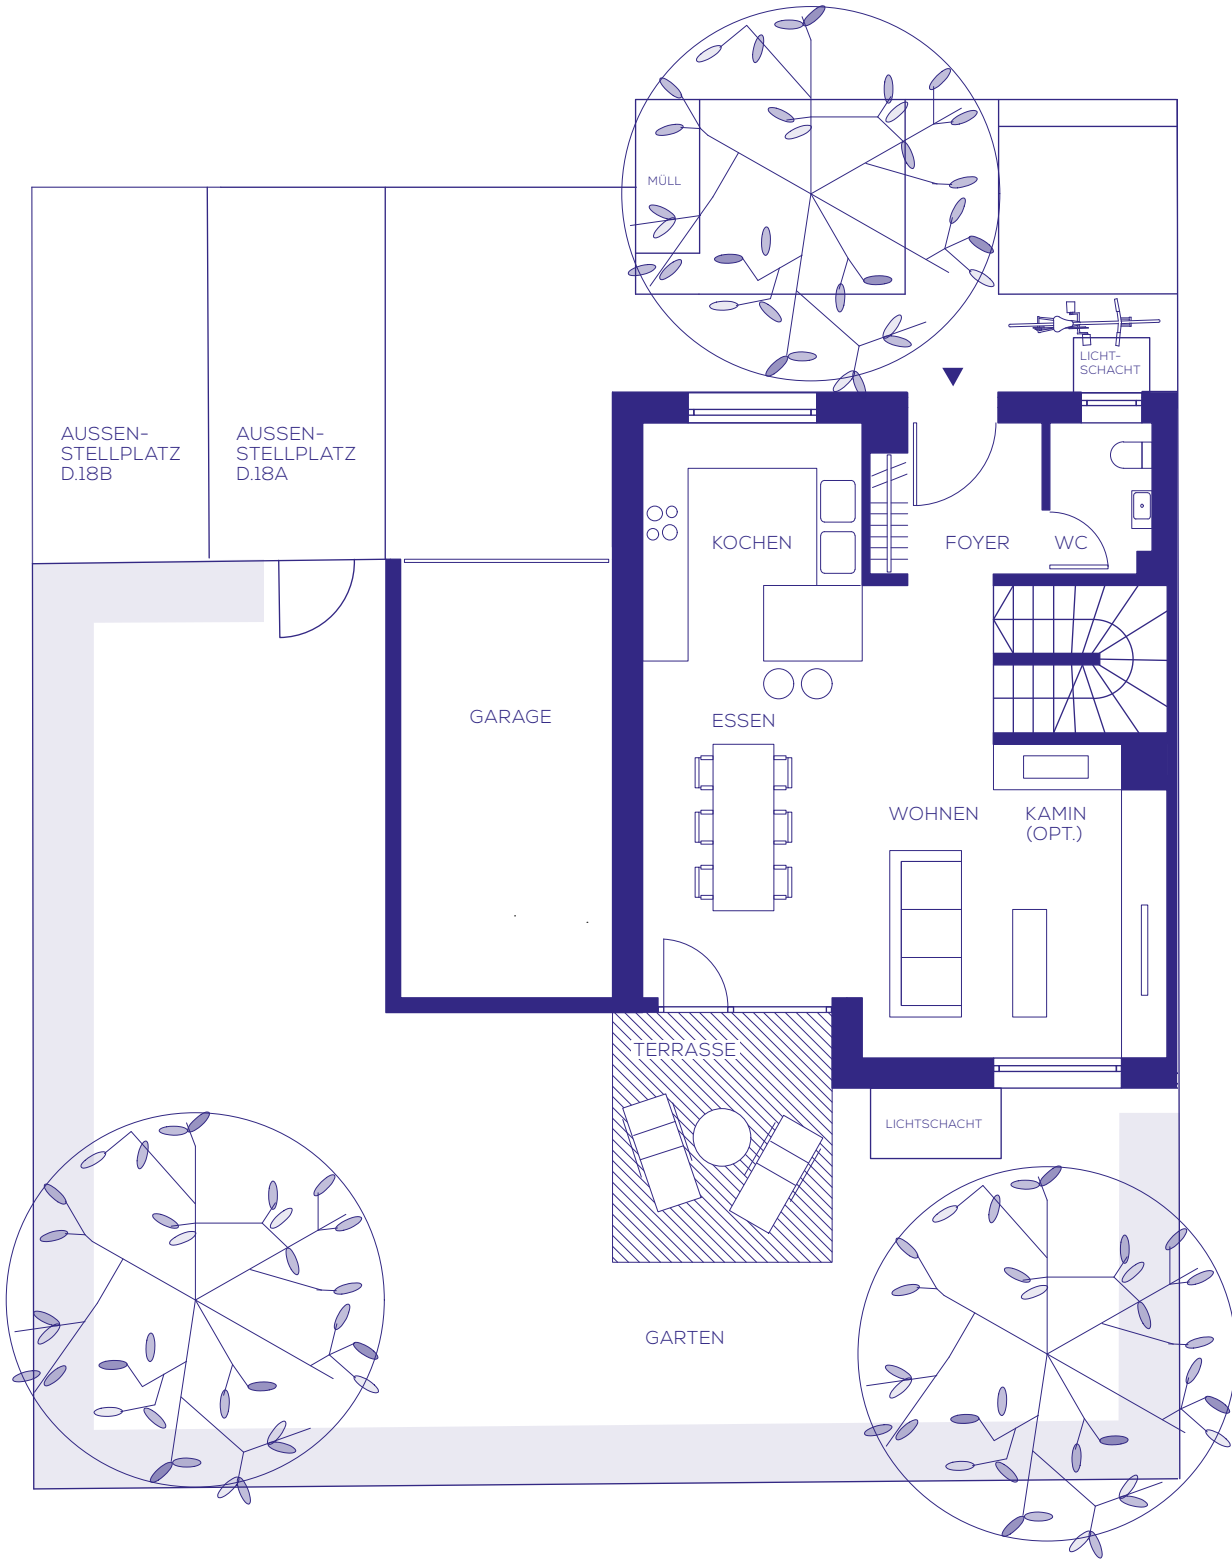 MÜLL
LICHT-
SCHACHT
AUSSEN-
STELLPLATZ
D.18B
AUSSEN-
STELLPLATZ
D.18A
KOCHEN
FOYER
WC
GARAGE
ESSEN
WOHNEN
KAMIN
(OPT.)
TERRASSE
LICHTSCHACHT
GARTEN